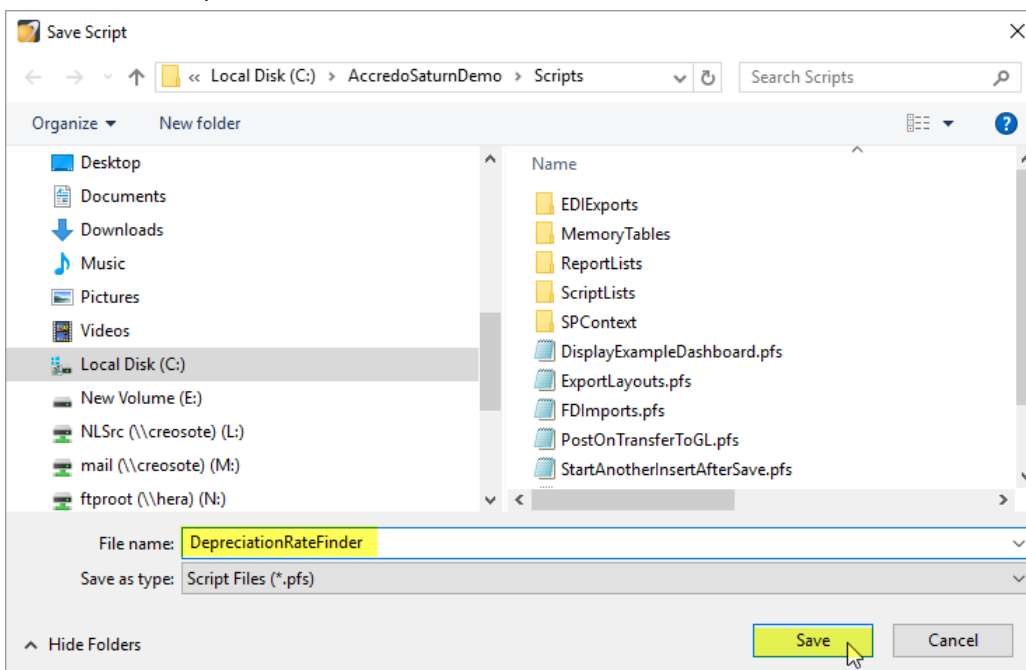 Save Script
« Local Disk (C:) > AccredoSaturnDemo > Scripts
Search Scripts
Organize
New folder
Desktop
Documents
Downloads
Music
Pictures
Videos
Local Disk (C:)
New Volume (E:)
NLSrc (\\creosote) (L:)
mail (\\creosote) (M:)
ftproot (\\hera) (N:)
Name
EDIExports
MemoryTables
ReportLists
ScriptLists
SPContext
DisplayExampleDashboard.pfs
ExportLayouts.pfs
FDImports.pfs
PostOnTransferToGL.pfs
StartAnotherInsertAfterSave.pfs
File name: DepreciationRateFinder
Save as type: Script Files (*.pfs)
Hide Folders
Save
Cancel